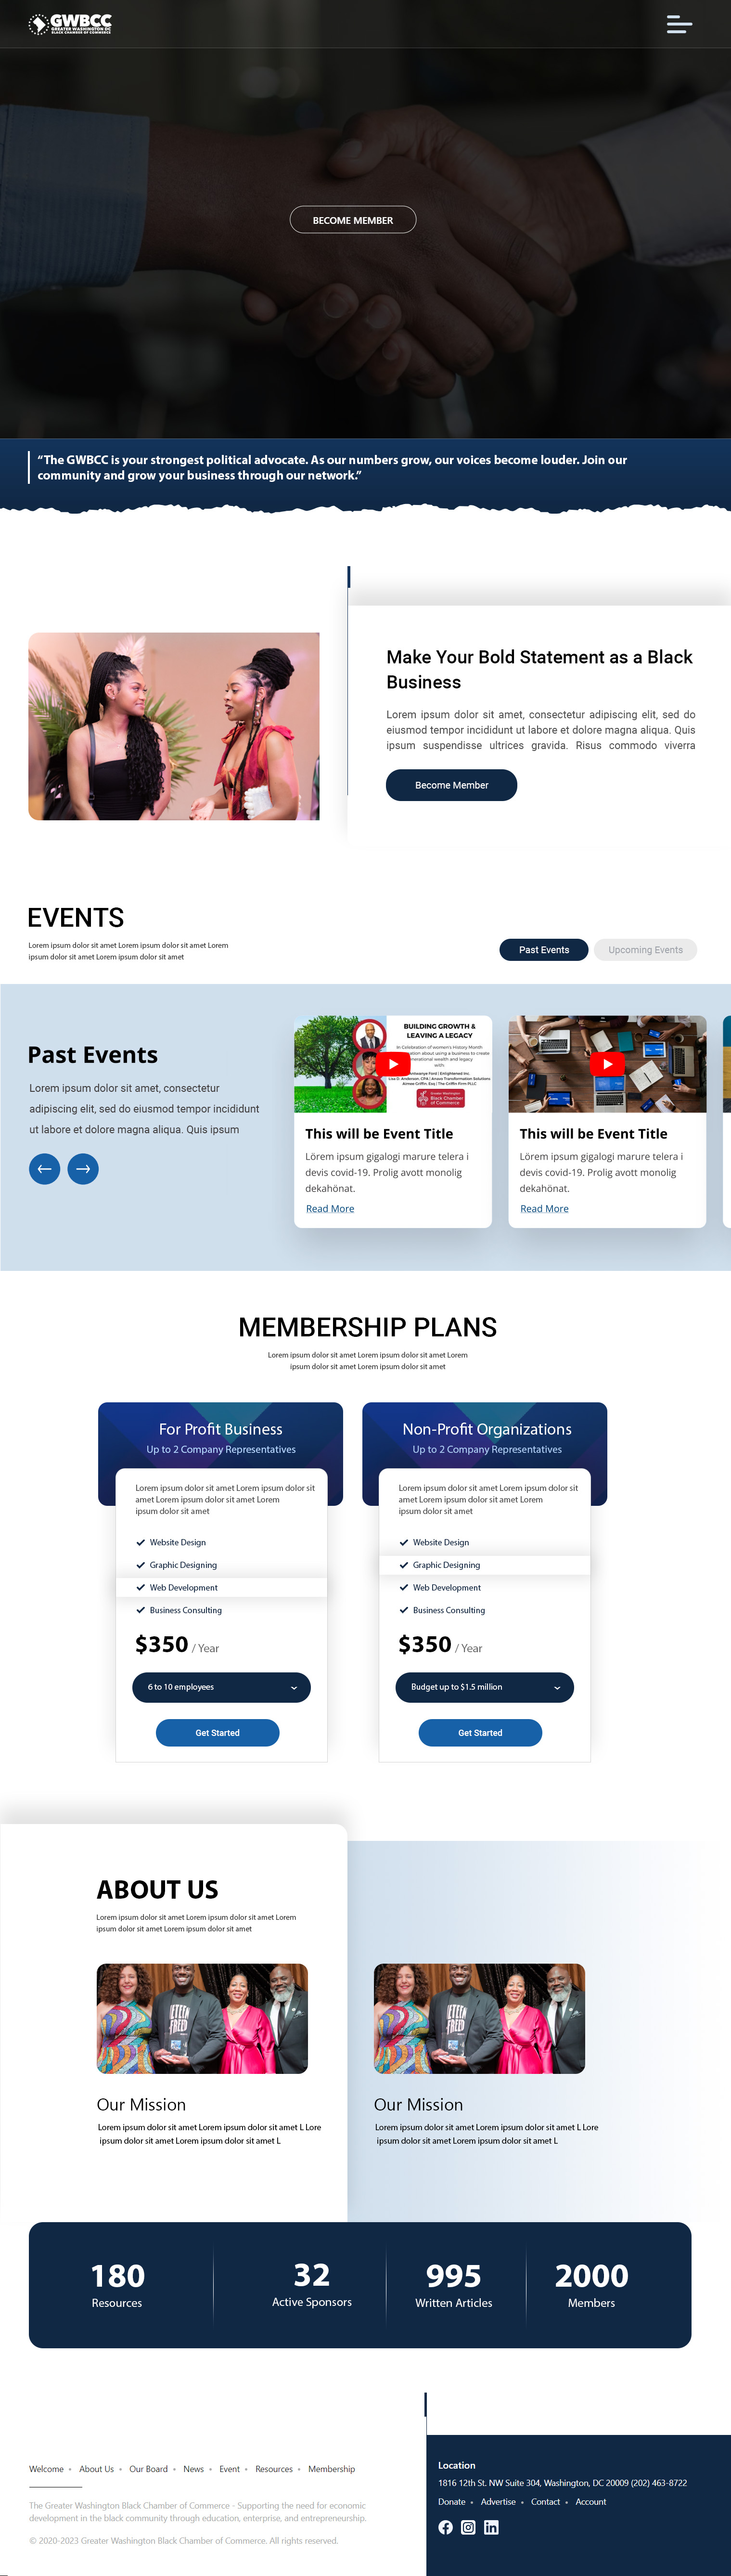 GWBCC
GREATER WASHINGTON DC
BLACK CHAMBER OF COMMERCE
BECOME MEMBER
“The GWBCC is your strongest political advocate. As our numbers grow, our voices become louder. Join our
community and grow your business through our network.”
Make Your Bold Statement as a Black
Business
Lorem ipsum dolor sit amet, consectetur adipiscing elit, sed do
eiusmod tempor incididunt ut labore et dolore magna aliqua. Quis
ipsum suspendisse ultrices gravida. Risus commodo viverra
Become Member
EVENTS
Lorem ipsum dolor sit amet Lorem ipsum dolor sit amet Lorem
ipsum dolor sit amet Lorem ipsum dolor sit amet
Past Events
Upcoming Events
Past Events
Lorem ipsum dolor sit amet, consectetur
adipiscing elit, sed do eiusmod tempor incididunt
ut labore et dolore magna aliqua. Quis ipsum
BUILDING GROWTH &
LEAVING A LEGACY
In Celebration of women's History Month
about using a business to create
Black Chamber
of Commerce
This will be Event Title
Lörem ipsum gigalogi marure telera i
devis covid-19. Prolig avott monolig
dekahönat.
Read More
This will be Event Title
Lörem ipsum gigalogi marure telera i
devis covid-19. Prolig avott monolig
dekahönat.
Read More
MEMBERSHIP PLANS
Lorem ipsum dolor sit amet Lorem ipsum dolor sit amet Lorem
ipsum dolor sit amet Lorem ipsum dolor sit amet
For Profit Business
Up to 2 Company Representatives
Lorem ipsum dolor sit amet Lorem ipsum dolor sit
amet Lorem ipsum dolor sit amet Lorem
ipsum dolor sit amet
Website Design
Graphic Designing
Web Development
Business Consulting
$350 / Year
6 to 10 employees
Get Started
Non-Profit Organizations
Up to 2 Company Representatives
Lorem ipsum dolor sit amet Lorem ipsum dolor sit
amet Lorem ipsum dolor sit amet Lorem
ipsum dolor sit amet
Website Design
Graphic Designing
Web Development
Business Consulting
$350 / Year
Budget up to $1.5 million
Get Started
ABOUT US
Lorem ipsum dolor sit amet Lorem ipsum dolor sit amet Lorem
ipsum dolor sit amet Lorem ipsum dolor sit amet
Our Mission
Lorem ipsum dolor sit amet Lorem ipsum dolor sit amet L Lore
ipsum dolor sit amet Lorem ipsum dolor sit amet L
Our Mission
Lorem ipsum dolor sit amet Lorem ipsum dolor sit amet L Lore
ipsum dolor sit amet Lorem ipsum dolor sit amet L
180
Resources
32
Active Sponsors
995
Written Articles
2000
Members
Welcome • About Us • Our Board • News • Event • Resources • Membership
The Greater Washington Black Chamber of Commerce - Supporting the need for economic
development in the black community through education, enterprise, and entrepreneurship.
© 2020-2023 Greater Washington Black Chamber of Commerce. All rights reserved.
Location
1816 12th St. NW Suite 304, Washington, DC 20009 (202) 463-8722
Donate • Advertise • Contact • Account